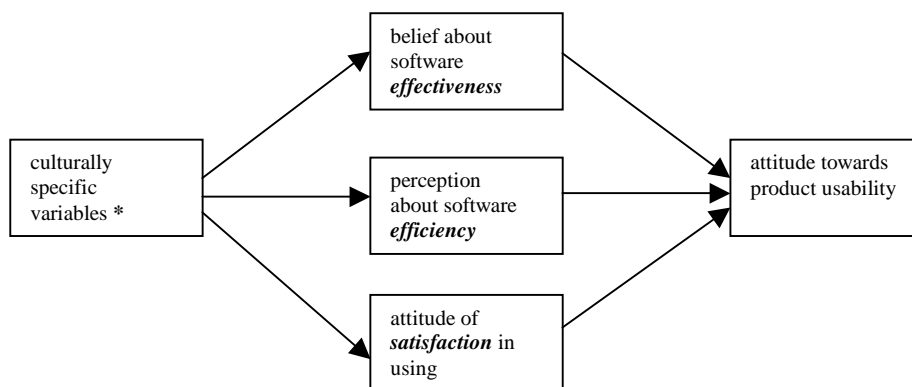 belief about
software
effectiveness
culturally
specific
variables *
perception
about software
efficiency
attitude towards
product usability
attitude of
satisfaction in
using